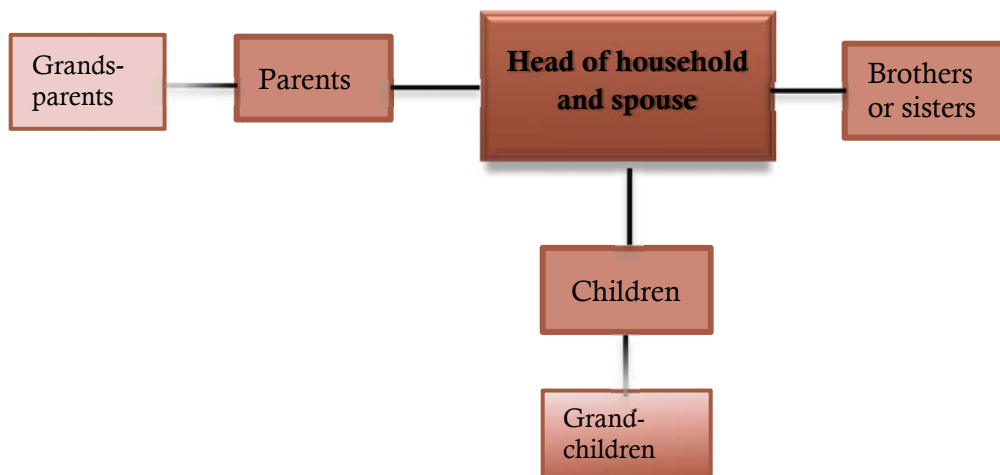 Grands-
parents
Parents
Head of household
and spouse
Brothers
or sisters
Children
Grand-
children